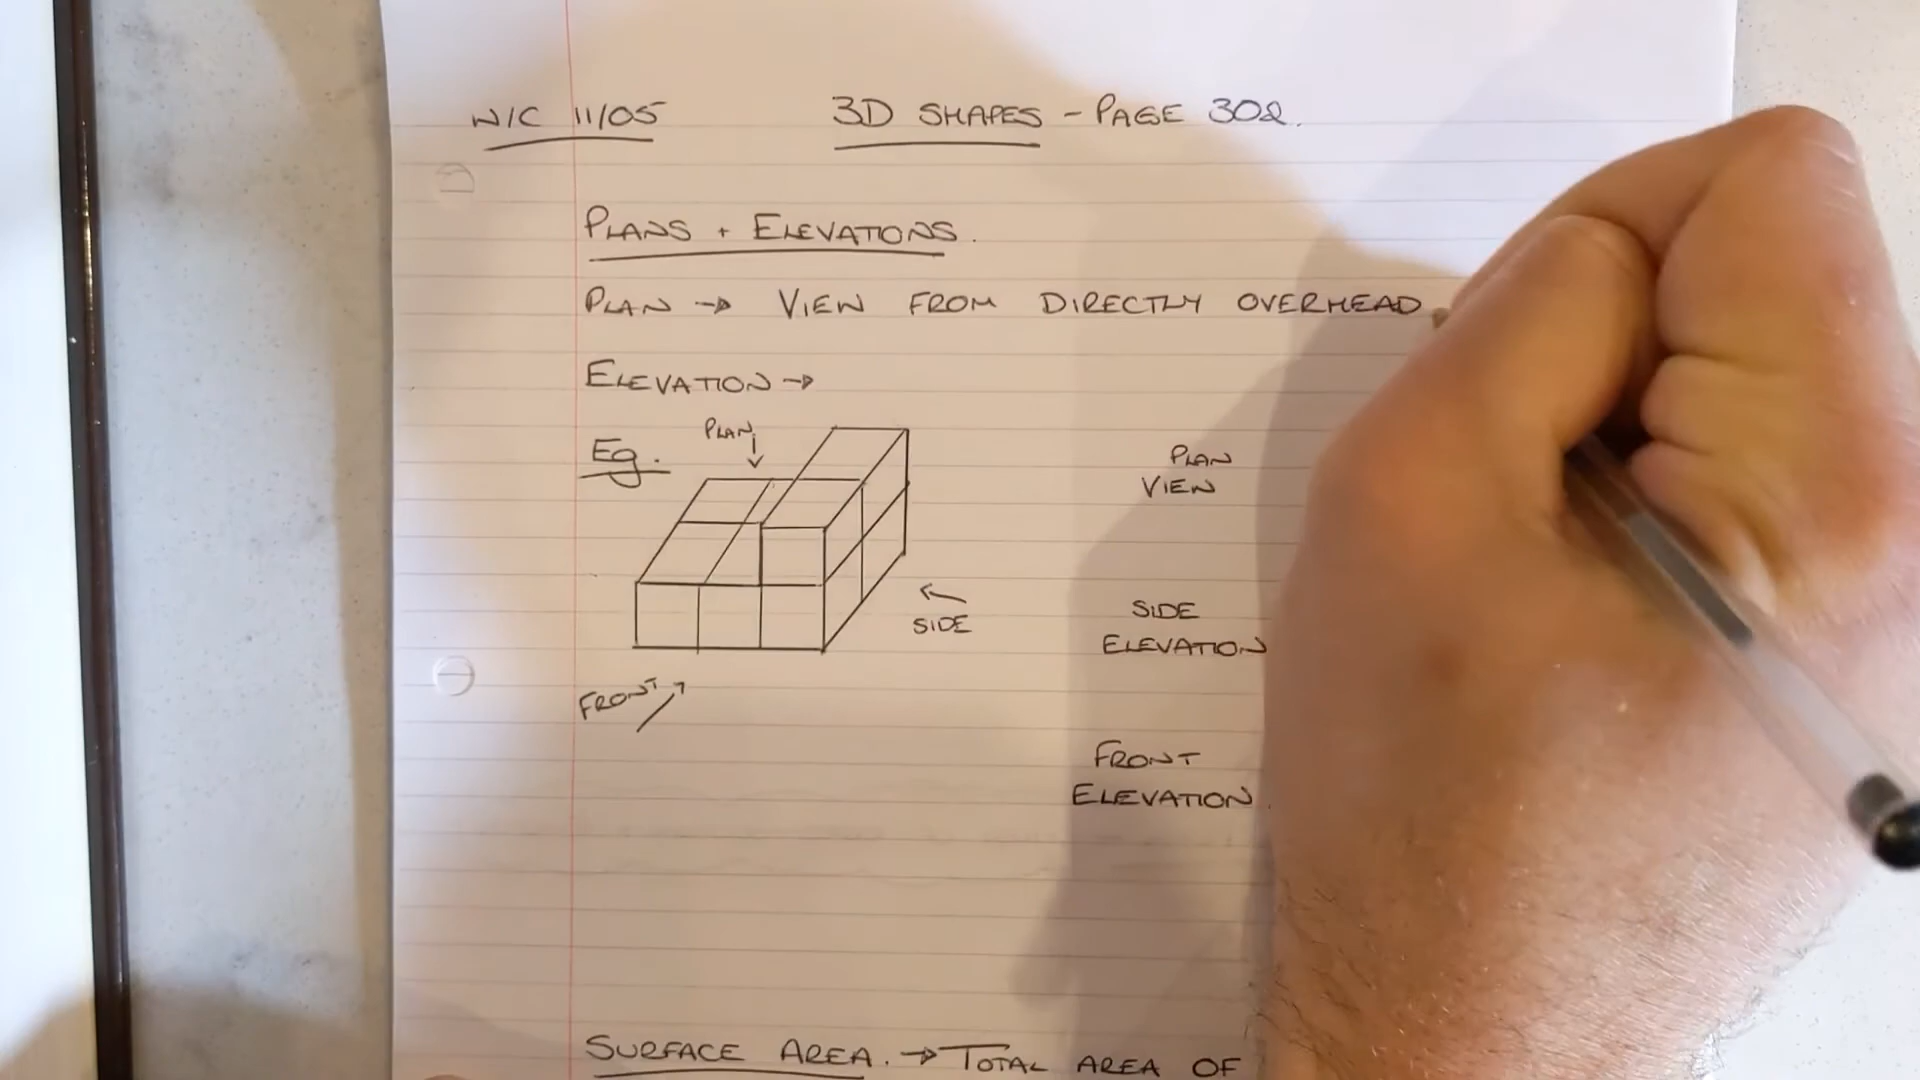 W/C 11/05 3D SHAPES - PAGE 302.
PLANS + ELEVATIONS.
PLAN → VIEW FROM DIRECTLY OVERHEAD
ELEVATION →
Eg.
PLAN
SIDE
FRONT
PLAN
VIEW
SIDE
ELEVATION
FRONT
ELEVATION.
SURFACE AREA. → TOTAL AREA OF